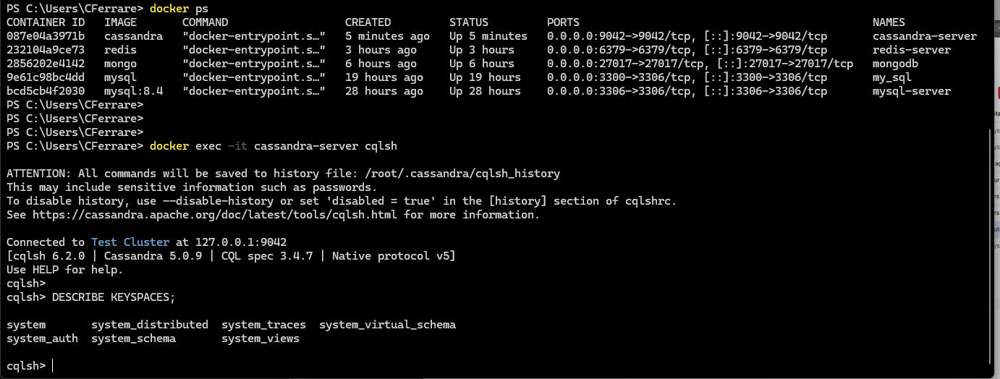 PS C:\Users\CFerrare> docker ps
CONTAINER ID   IMAGE       COMMAND                  CREATED         STATUS         PORTS                                             NAMES
087e04a3971b   cassandra   "docker-entrypoint.s…"   5 minutes ago   Up 5 minutes   0.0.0.0:9042->9042/tcp, [::]:9042->9042/tcp       cassandra-server
232104a9ce73   redis       "docker-entrypoint.s…"   3 hours ago     Up 3 hours     0.0.0.0:6379->6379/tcp, [::]:6379->6379/tcp       redis-server
2856202e4142   mongo       "docker-entrypoint.s…"   6 hours ago     Up 6 hours     0.0.0.0:27017->27017/tcp, [::]:27017->27017/tcp   mongodb
9e61c98bc4dd   mysql       "docker-entrypoint.s…"   19 hours ago    Up 19 hours    0.0.0.0:3300->3306/tcp, [::]:3300->3306/tcp       my_sql
bcd5cb4f2030   mysql:8.4   "docker-entrypoint.s…"   28 hours ago    Up 28 hours    0.0.0.0:3306->3306/tcp, [::]:3306->3306/tcp       mysql-server
PS C:\Users\CFerrare>
PS C:\Users\CFerrare>
PS C:\Users\CFerrare>
PS C:\Users\CFerrare> docker exec -it cassandra-server cqlsh
ATTENTION: All commands will be saved to history file: /root/.cassandra/cqlsh_history
This may include sensitive information such as passwords.
To disable history, use --disable-history or set 'disabled = true' in the [history] section of cqlshrc.
See https://cassandra.apache.org/doc/latest/tools/cqlsh.html for more information.
Connected to Test Cluster at 127.0.0.1:9042
[cqlsh 6.2.0 | Cassandra 5.0.9 | CQL spec 3.4.7 | Native protocol v5]
Use HELP for help.
cqlsh>
cqlsh> DESCRIBE KEYSPACES;
system       system_distributed  system_traces  system_virtual_schema
system_auth  system_schema       system_views
cqlsh>